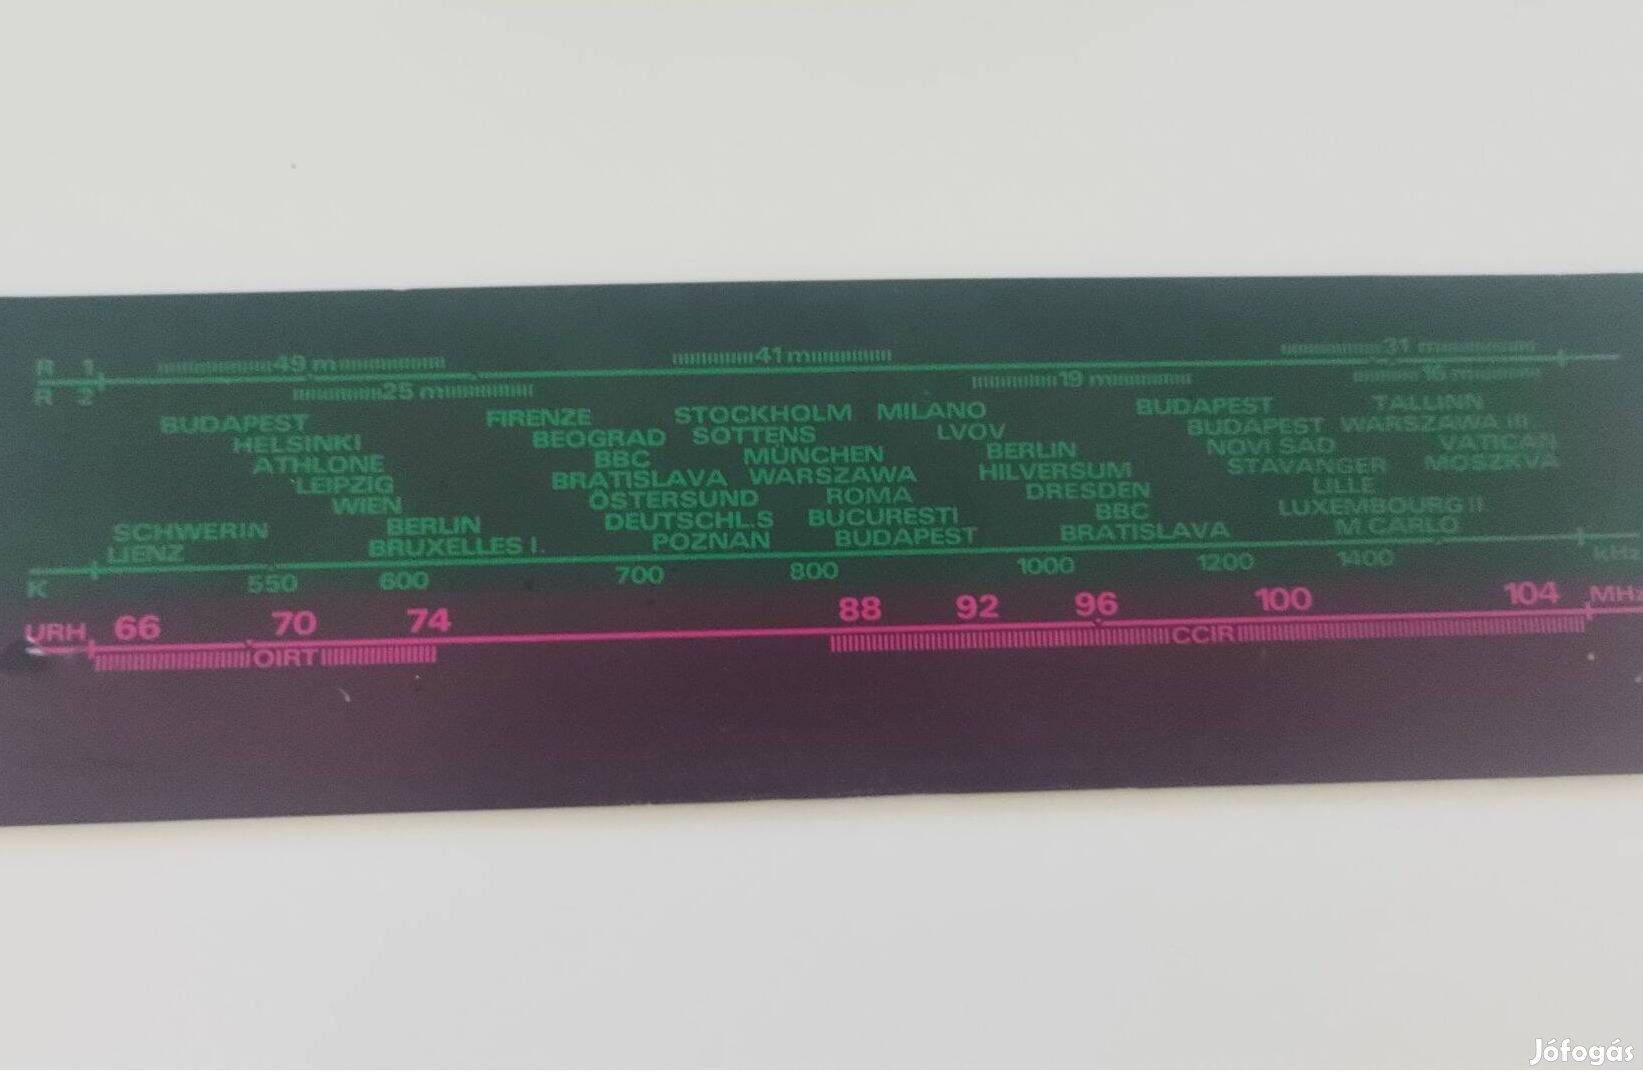 R 1 49 m 41 m 31 m
R 2 25 m 19 m 16 m
BUDAPEST FIRENZE STOCKHOLM MILANO BUDAPEST TALLINN
HELSINKI BEOGRAD SOTTENS LVOV BUDAPEST WARSZAWA III.
ATHLONE BBC MÜNCHEN BERLIN NOVI SAD VATICAN
LEIPZIG BRATISLAVA WARSZAWA HILVERSUM STAVANGER MOSZKVA
WIEN ÖSTERSUND ROMA DRESDEN LILLE
SCHWERIN BERLIN DEUTSCHL.S BUCURESTI BBC LUXEMBOURG II.
LIENZ BRUXELLES I. POZNAN BUDAPEST BRATISLAVA M.CARLO
K 550 600 700 800 1000 1200 1400 kHz
URH 66 70 74 88 92 96 100 104 MHz
OIRT CCIR
Jófogás